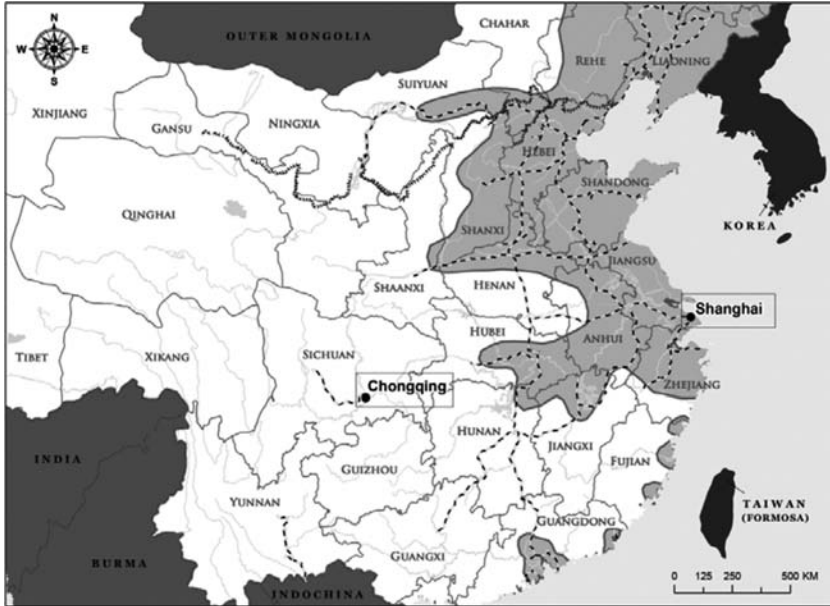 N
W E
S
OUTER MONGOLIA
CHAHAR
REHE
LIAONING
SUIYUAN
XINJIANG
GANSU
NINGXIA
HEBEI
SHANDONG
QINGHAI
SHANXI
KOREA
JIANGSU
SHAANXI
HENAN
Shanghai
HUBEI
ANHUI
TIBET
XIKANG
SICHUAN
Chongqing
ZHEJIANG
HUNAN
JIANGXI
INDIA
GUIZHOU
FUJIAN
YUNNAN
TAIWAN
(FORMOSA)
GUANGDONG
GUANGXI
BURMA
INDOCHINA
0 125 250 500 KM